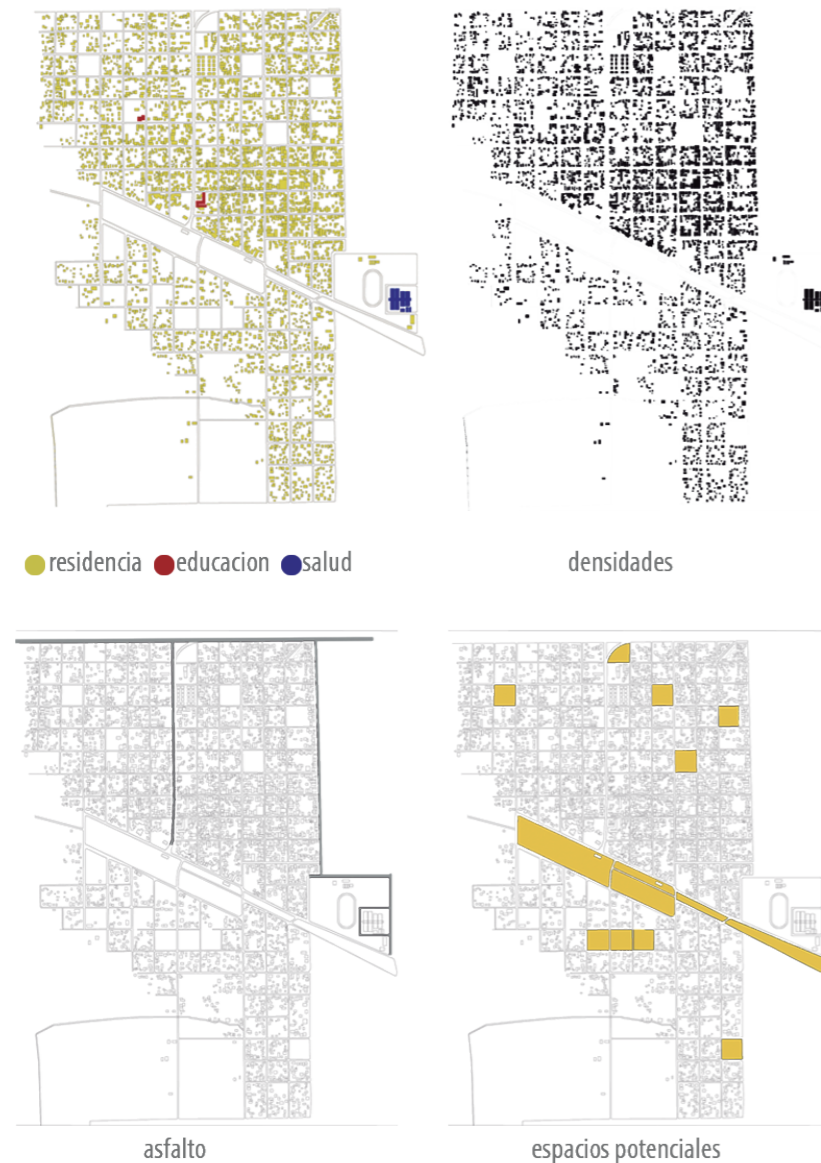 residencia educacion salud
densidades
asfalto
espacios potenciales